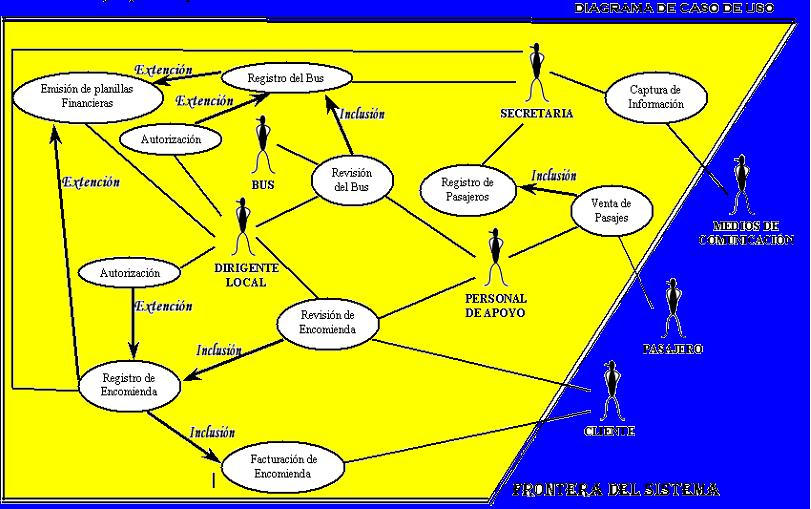 DIAGRAMA DE CASO DE USO
Extención
Registro del Bus
Emisión de planillas
Financieras
Extención
Inclusión
SECRETARIA
Captura de
Información
Autorización
BUS
Revisión
del Bus
Registro de
Pasajeros
Inclusión
Venta de
Pasajes
Extención
MEDIOS DE
COMUNICACION
DIRIGENTE
LOCAL
Autorización
PERSONAL
DE APOYO
Extención
Revisión de
Encomienda
PASAJERO
Inclusión
Registro de
Encomienda
CLIENTE
Inclusión
Facturación de
Encomienda
FRONTERA DEL SISTEMA